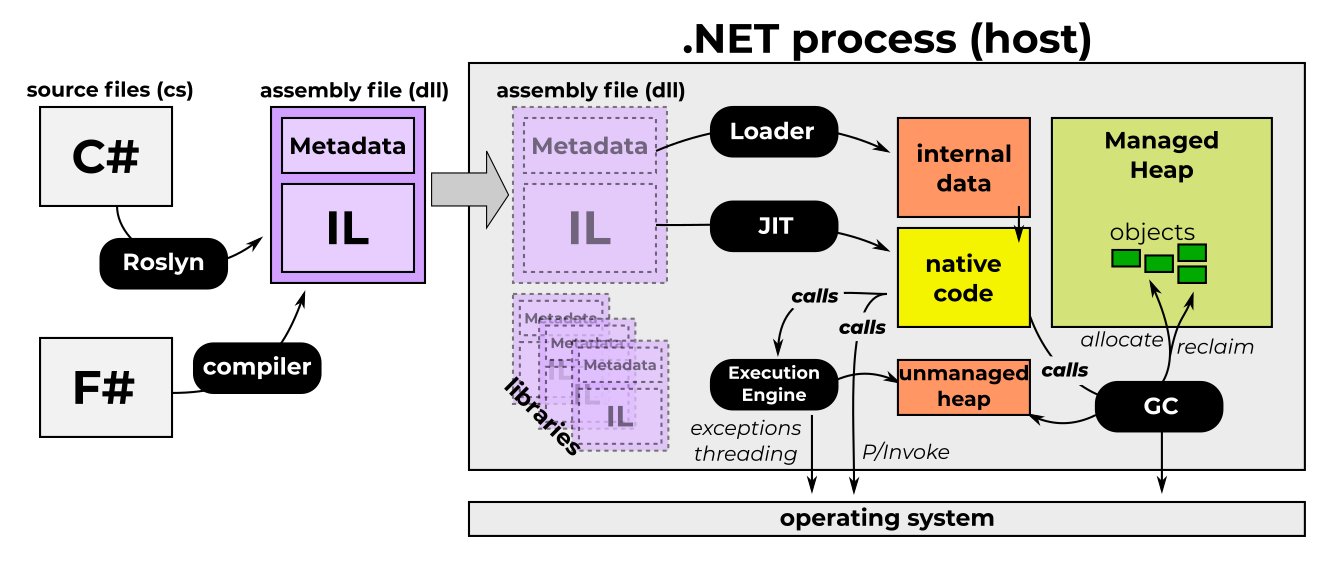 .NET process (host)
source files (cs)
C#
Roslyn
F#
compiler
assembly file (dll)
Metadata
IL
assembly file (dll)
Metadata
IL
Metadata
IL
Metadata
IL
Metadata
IL
libraries
Loader
JIT
internal
data
native
code
calls
calls
Execution
Engine
exceptions
threading
P/Invoke
unmanaged
heap
Managed
Heap
objects
allocate
reclaim
calls
GC
operating system